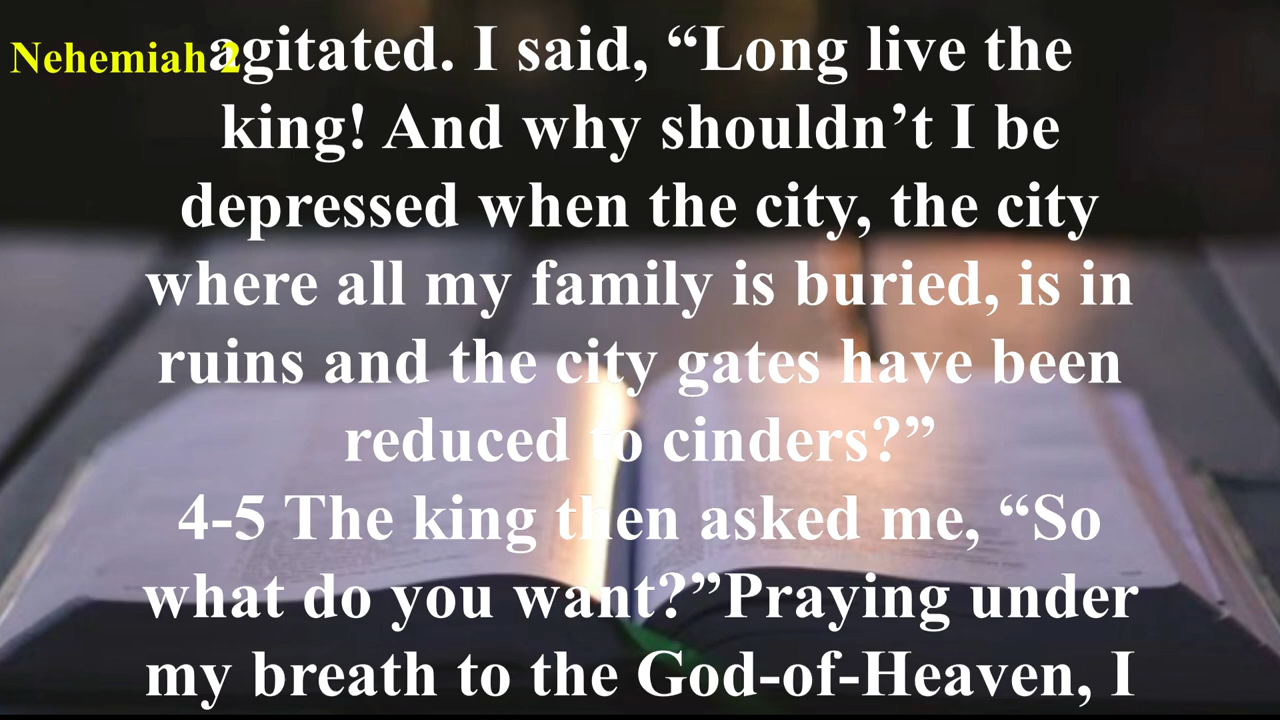 Nehemiah 2
agitated. I said, “Long live the
king! And why shouldn’t I be
depressed when the city, the city
where all my family is buried, is in
ruins and the city gates have been
reduced to cinders?”
4-5 The king then asked me, “So
what do you want?”Praying under
my breath to the God-of-Heaven, I